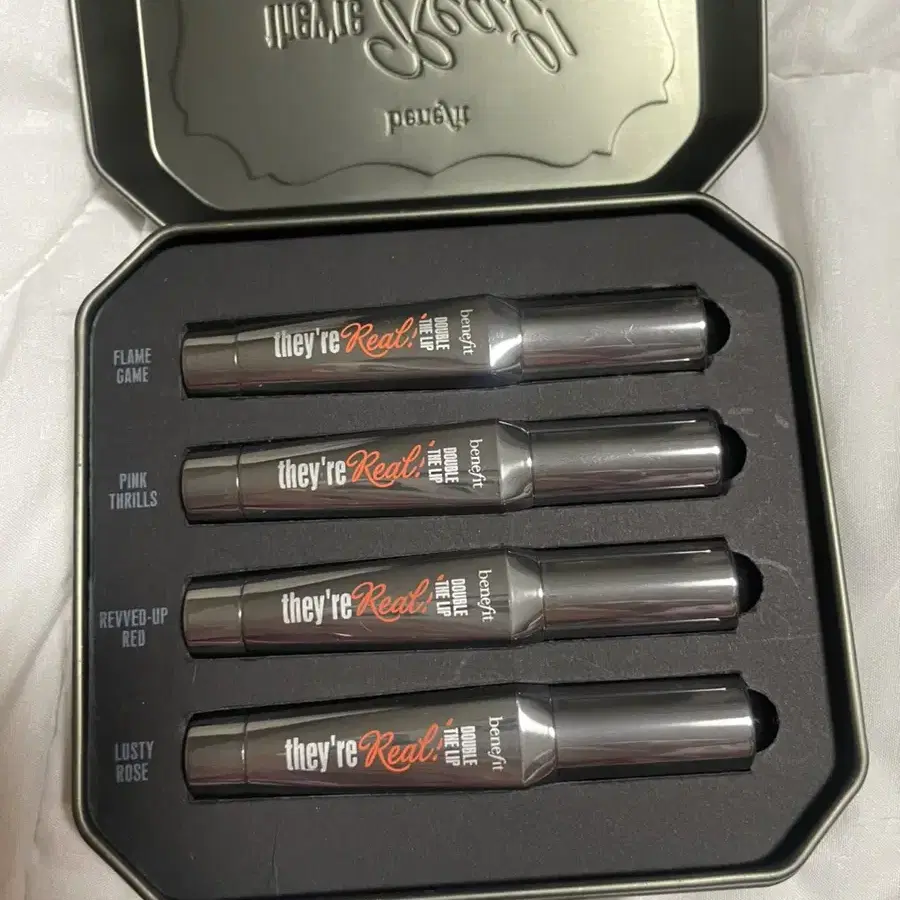 they're Real!
benefit
FLAME
GAME
they're Real!
DOUBLE
THE LIP
benefit
PINK
THRILLS
they're Real!
DOUBLE
THE LIP
benefit
REVVED-UP
RED
they're Real!
DOUBLE
THE LIP
benefit
LUSTY
ROSE
they're Real!
DOUBLE
THE LIP
benefit